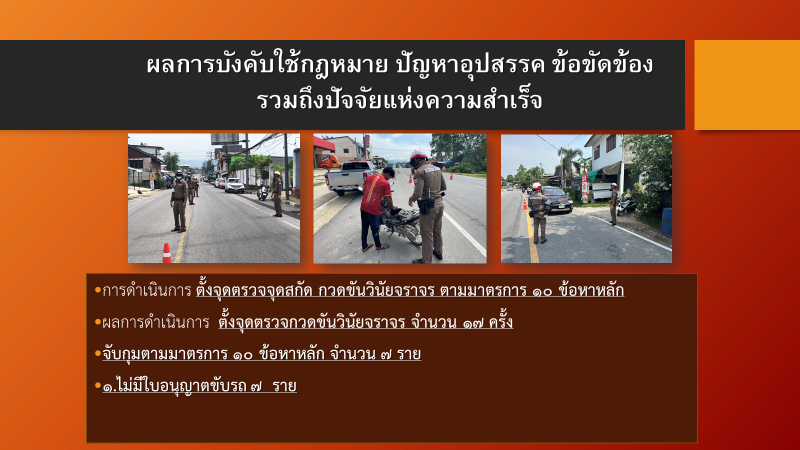 ผลการบังคับใช้กฎหมาย ปัญหาอุปสรรค ข้อขัดข้อง
รวมถึงปัจจัยแห่งความสำเร็จ
•การดำเนินการ ตั้งจุดตรวจจุดสกัด กวดขันวินัยจราจร ตามมาตรการ ๑๐ ข้อหาหลัก
•ผลการดำเนินการ ตั้งจุดตรวจกวดขันวินัยจราจร จำนวน ๑๗ ครั้ง
•จับกุมตามมาตรการ ๑๐ ข้อหาหลัก จำนวน ๗ ราย
•๑.ไม่มีใบอนุญาตขับรถ ๗ ราย